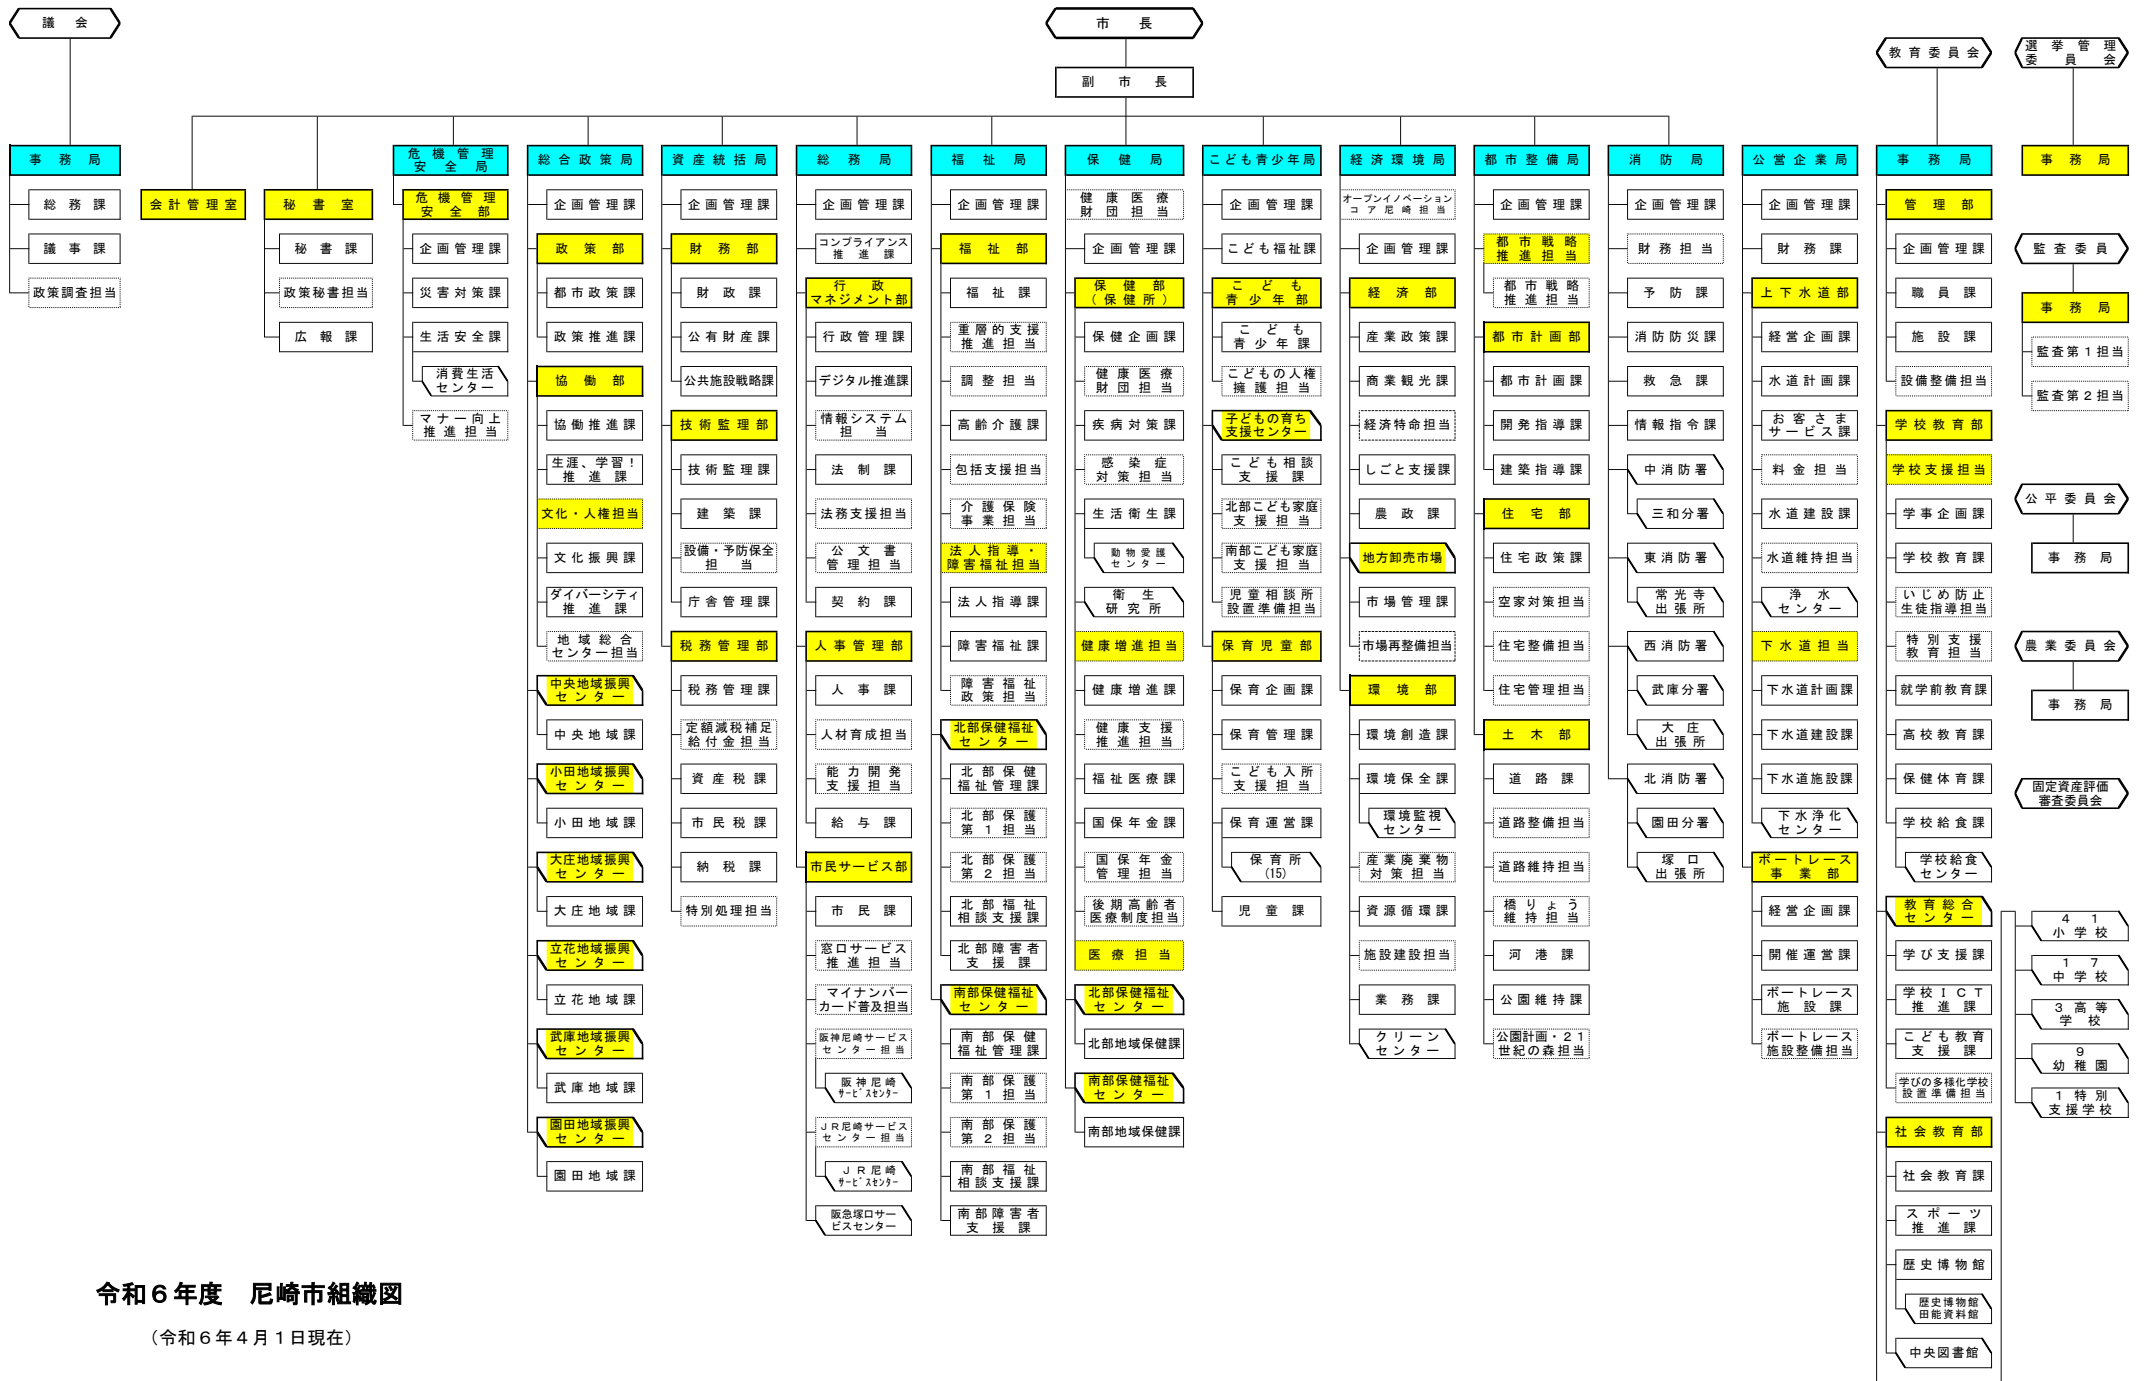 議会
事務局
総務課
議事課
政策調査担当
市長
副市長
会計管理室
秘書室
秘書課
政策秘書担当
広報課
危機管理
安全局
危機管理
安全部
企画管理課
災害対策課
生活安全課
消費生活
センター
マナー向上
推進担当
総合政策局
企画管理課
政策部
都市政策課
政策推進課
協働部
協働推進課
生涯、学習！
推進課
文化・人権担当
文化振興課
ダイバーシティ
推進課
地域総合
センター担当
中央地域振興
センター
中央地域課
小田地域振興
センター
小田地域課
大庄地域振興
センター
大庄地域課
立花地域振興
センター
立花地域課
武庫地域振興
センター
武庫地域課
園田地域振興
センター
園田地域課
資産統括局
企画管理課
財務部
財政課
公有財産課
公共施設戦略課
技術監理部
技術監理課
建築課
設備・予防保全
担当
庁舎管理課
税務管理部
税務管理課
定額減税補足
給付金担当
資産税課
市民税課
納税課
特別処理担当
総務局
企画管理課
コンプライアンス
推進課
行政
マネジメント部
行政管理課
デジタル推進課
情報システム
担当
法制課
法務支援担当
公文書
管理担当
契約課
人事管理部
人事課
人材育成担当
能力開発
支援担当
給与課
市民サービス部
市民課
窓口サービス
推進担当
マイナンバー
カード普及担当
阪神尼崎サービス
センター担当
阪神尼崎
サービスセンター
ＪＲ尼崎サービス
センター担当
ＪＲ尼崎
サービスセンター
阪急塚口サー
ビスセンター
福祉局
企画管理課
福祉部
福祉課
重層的支援
推進担当
調整担当
高齢介護課
包括支援担当
介護保険
事業担当
法人指導・
障害福祉担当
法人指導課
障害福祉課
障害福祉
政策担当
北部保健福祉
センター
北部保健
福祉管理課
北部保護
第１担当
北部保護
第２担当
北部福祉
相談支援課
北部障害者
支援課
南部保健福祉
センター
南部保健
福祉管理課
南部保護
第１担当
南部保護
第２担当
南部福祉
相談支援課
南部障害者
支援課
保健局
健康医療
財団担当
企画管理課
保健部
（保健所）
保健企画課
健康医療
財団担当
疾病対策課
感染症
対策担当
生活衛生課
動物愛護
センター
衛生
研究所
健康増進担当
健康増進課
健康支援
推進担当
福祉医療課
国保年金課
国保年金
管理担当
後期高齢者
医療制度担当
医療担当
北部保健福祉
センター
北部地域保健課
南部保健福祉
センター
南部地域保健課
こども青少年局
企画管理課
こども福祉課
こども
青少年部
こども
青少年課
こどもの人権
擁護担当
子どもの育ち
支援センター
こども相談
支援課
北部こども家庭
支援担当
南部こども家庭
支援担当
児童相談所
設置準備担当
保育児童部
保育企画課
保育管理課
こども入所
支援担当
保育運営課
保育所
(15)
児童課
経済環境局
オープンイノベーション
コア尼崎担当
企画管理課
経済部
産業政策課
商業観光課
経済特命担当
しごと支援課
農政課
地方卸売市場
市場管理課
市場再整備担当
環境部
環境創造課
環境保全課
環境監視
センター
産業廃棄物
対策担当
資源循環課
施設建設担当
業務課
クリーン
センター
都市整備局
企画管理課
都市戦略
推進担当
都市戦略
推進担当
都市計画部
都市計画課
開発指導課
建築指導課
住宅部
住宅政策課
空家対策担当
住宅整備担当
住宅管理担当
土木部
道路課
道路整備担当
道路維持担当
橋りょう
維持担当
河港課
公園維持課
公園計画・２１
世紀の森担当
消防局
企画管理課
財務担当
予防課
消防防災課
救急課
情報指令課
中消防署
三和分署
東消防署
常光寺
出張所
西消防署
武庫分署
大庄
出張所
北消防署
園田分署
塚口
出張所
公営企業局
企画管理課
財務課
上下水道部
経営企画課
水道計画課
お客さま
サービス課
料金担当
水道建設課
水道維持担当
浄水
センター
下水道担当
下水道計画課
下水道建設課
下水道施設課
下水浄化
センター
ボートレース
事業部
経営企画課
開催運営課
ボートレース
施設課
ボートレース
施設整備担当
教育委員会
事務局
管理部
企画管理課
職員課
施設課
設備整備担当
学校教育部
学校支援担当
学事企画課
学校教育課
いじめ防止
生徒指導担当
特別支援
教育担当
就学前教育課
高校教育課
保健体育課
学校給食課
学校給食
センター
教育総合
センター
学び支援課
学校ＩＣＴ
推進課
こども教育
支援課
学びの多様化学校
設置準備担当
社会教育部
社会教育課
スポーツ
推進課
歴史博物館
歴史博物館
田能資料館
中央図書館
４１
小学校
１７
中学校
３高等
学校
９
幼稚園
１特別
支援学校
選挙管理
委員会
事務局
監査委員
事務局
監査第１担当
監査第２担当
公平委員会
事務局
農業委員会
事務局
固定資産評価
審査委員会
令和６年度　尼崎市組織図
（令和６年４月１日現在）